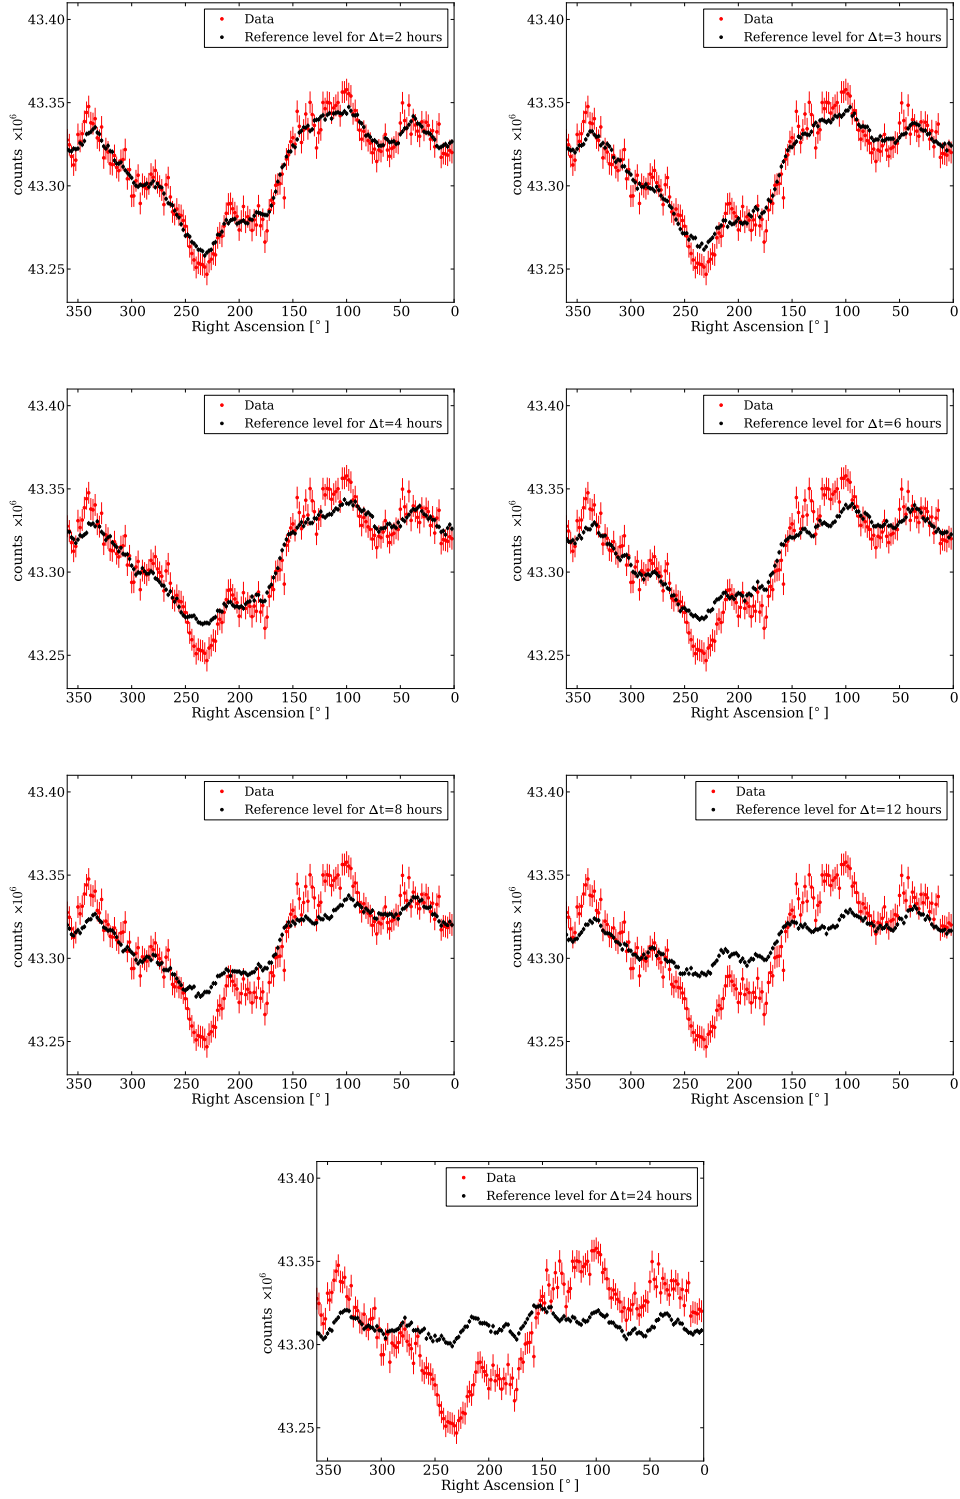 43.40
Data
Reference level for Δt=2 hours
43.35
counts ×10⁶
43.30
43.25
350 300 250 200 150 100 50 0
Right Ascension [°]
43.40
Data
Reference level for Δt=3 hours
43.35
counts ×10⁶
43.30
43.25
350 300 250 200 150 100 50 0
Right Ascension [°]
43.40
Data
Reference level for Δt=4 hours
43.35
counts ×10⁶
43.30
43.25
350 300 250 200 150 100 50 0
Right Ascension [°]
43.40
Data
Reference level for Δt=6 hours
43.35
counts ×10⁶
43.30
43.25
350 300 250 200 150 100 50 0
Right Ascension [°]
43.40
Data
Reference level for Δt=8 hours
43.35
counts ×10⁶
43.30
43.25
350 300 250 200 150 100 50 0
Right Ascension [°]
43.40
Data
Reference level for Δt=12 hours
43.35
counts ×10⁶
43.30
43.25
350 300 250 200 150 100 50 0
Right Ascension [°]
43.40
Data
Reference level for Δt=24 hours
43.35
counts ×10⁶
43.30
43.25
350 300 250 200 150 100 50 0
Right Ascension [°]